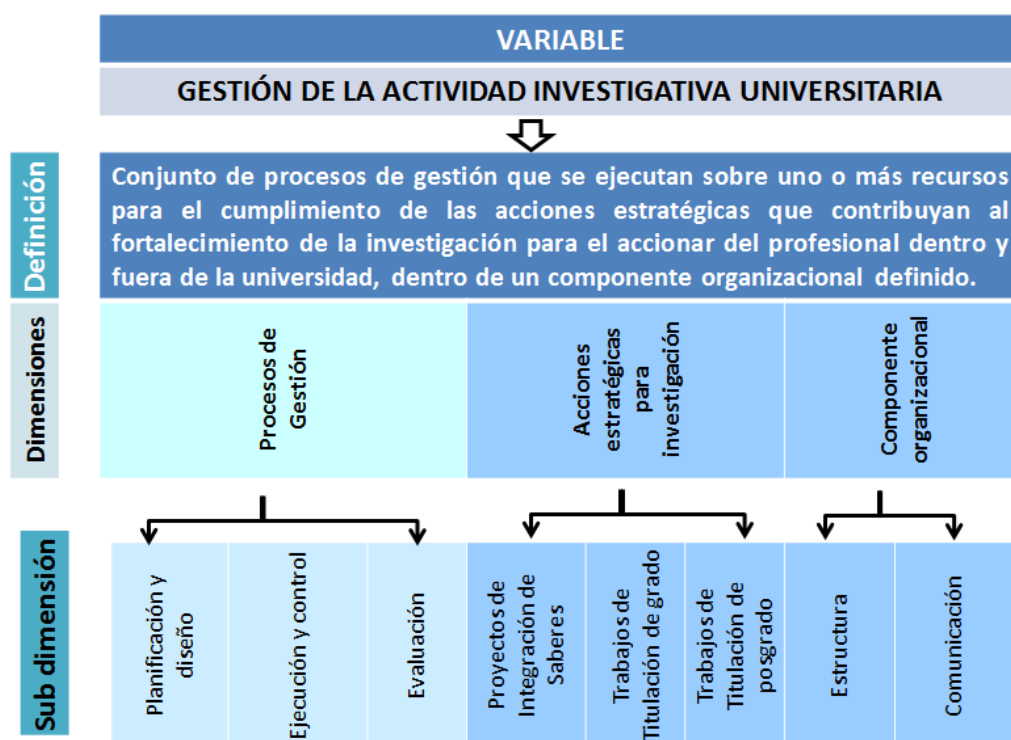 VARIABLE
GESTIÓN DE LA ACTIVIDAD INVESTIGATIVA UNIVERSITARIA
Definición
Conjunto de procesos de gestión que se ejecutan sobre uno o más recursos
para el cumplimiento de las acciones estratégicas que contribuyan al
fortalecimiento de la investigación para el accionar del profesional dentro y
fuera de la universidad, dentro de un componente organizacional definido.
Dimensiones
Procesos de
Gestión
Acciones
estratégicas
para
investigación
Componente
organizacional
Sub dimensión
Planificación y
diseño
Ejecución y control
Evaluación
Proyectos de
Integración de
Saberes
Trabajos de
Titulación de grado
Trabajos de
Titulación de
posgrado
Estructura
Comunicación